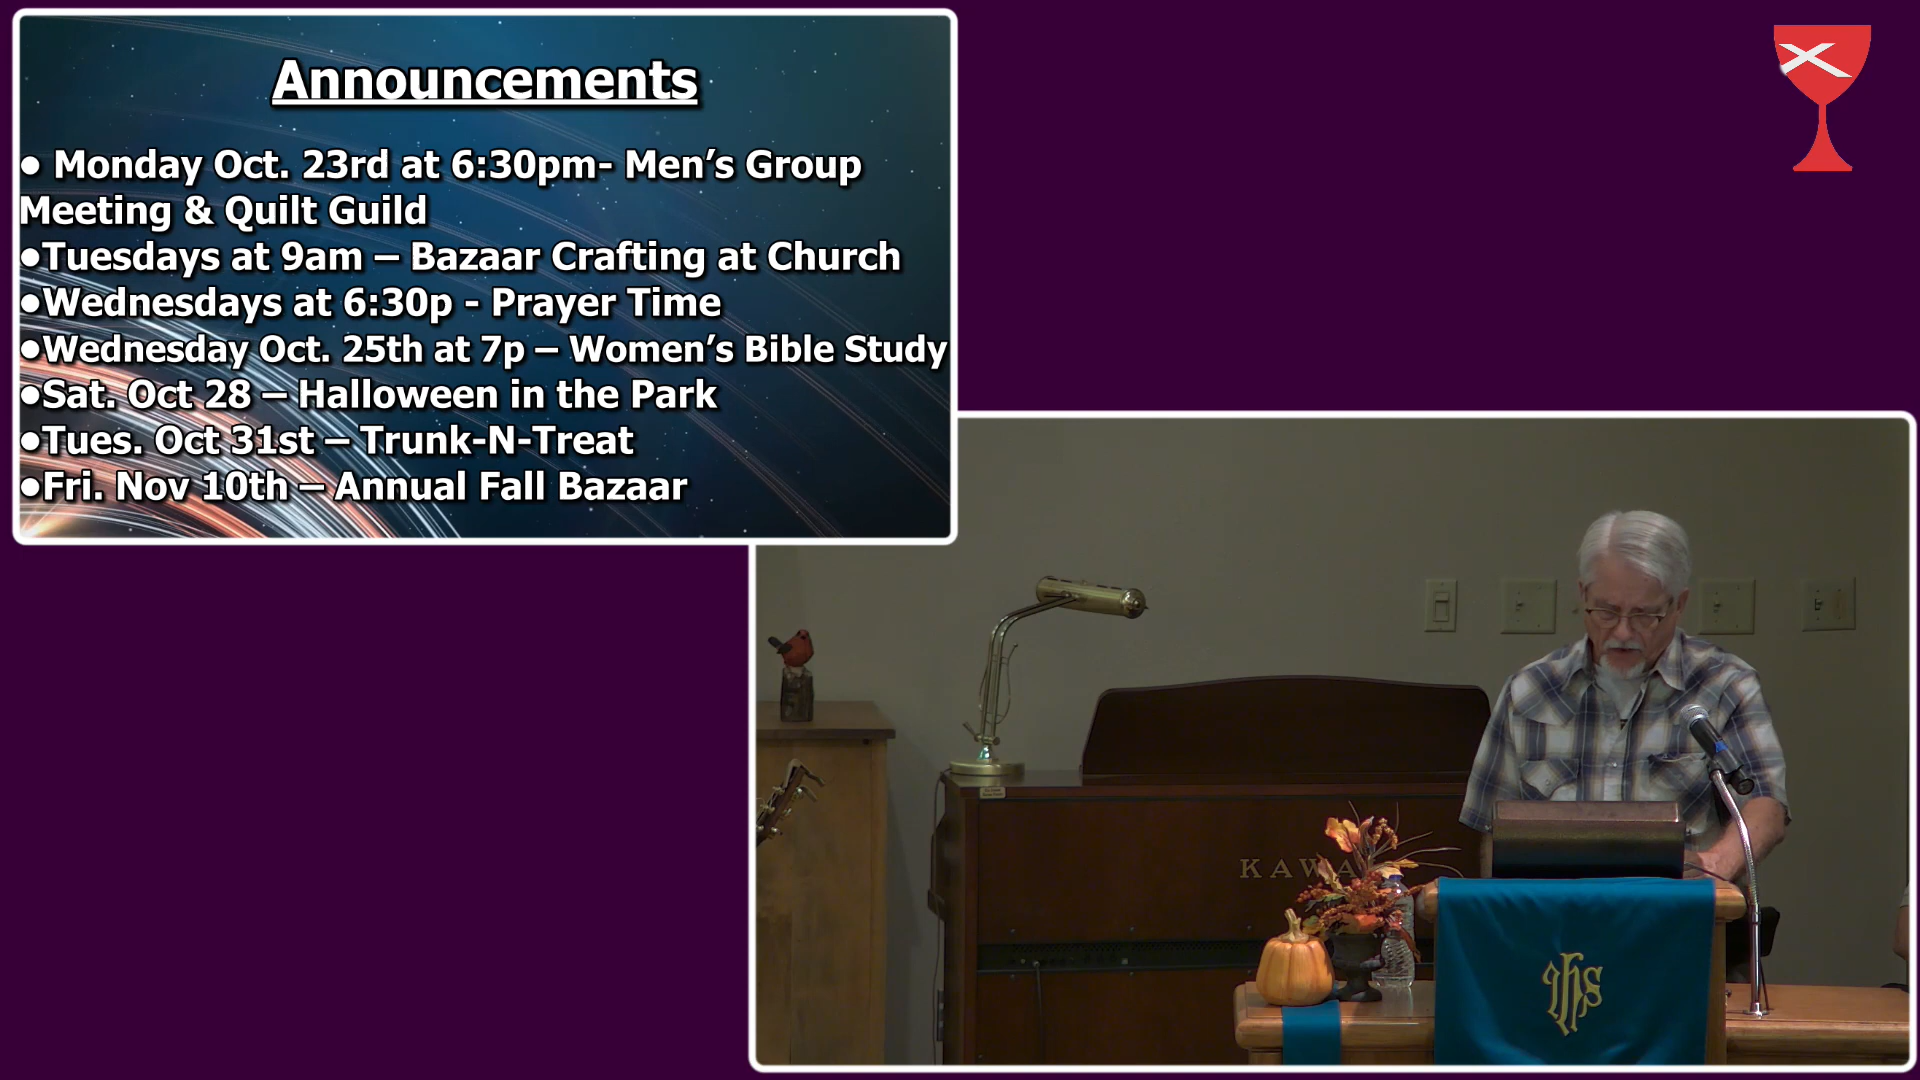 Announcements
● Monday Oct. 23rd at 6:30pm- Men’s Group
Meeting & Quilt Guild
●Tuesdays at 9am – Bazaar Crafting at Church
●Wednesdays at 6:30p - Prayer Time
●Wednesday Oct. 25th at 7p – Women’s Bible Study
●Sat. Oct 28 – Halloween in the Park
●Tues. Oct 31st – Trunk-N-Treat
●Fri. Nov 10th – Annual Fall Bazaar
KAWA
IHS